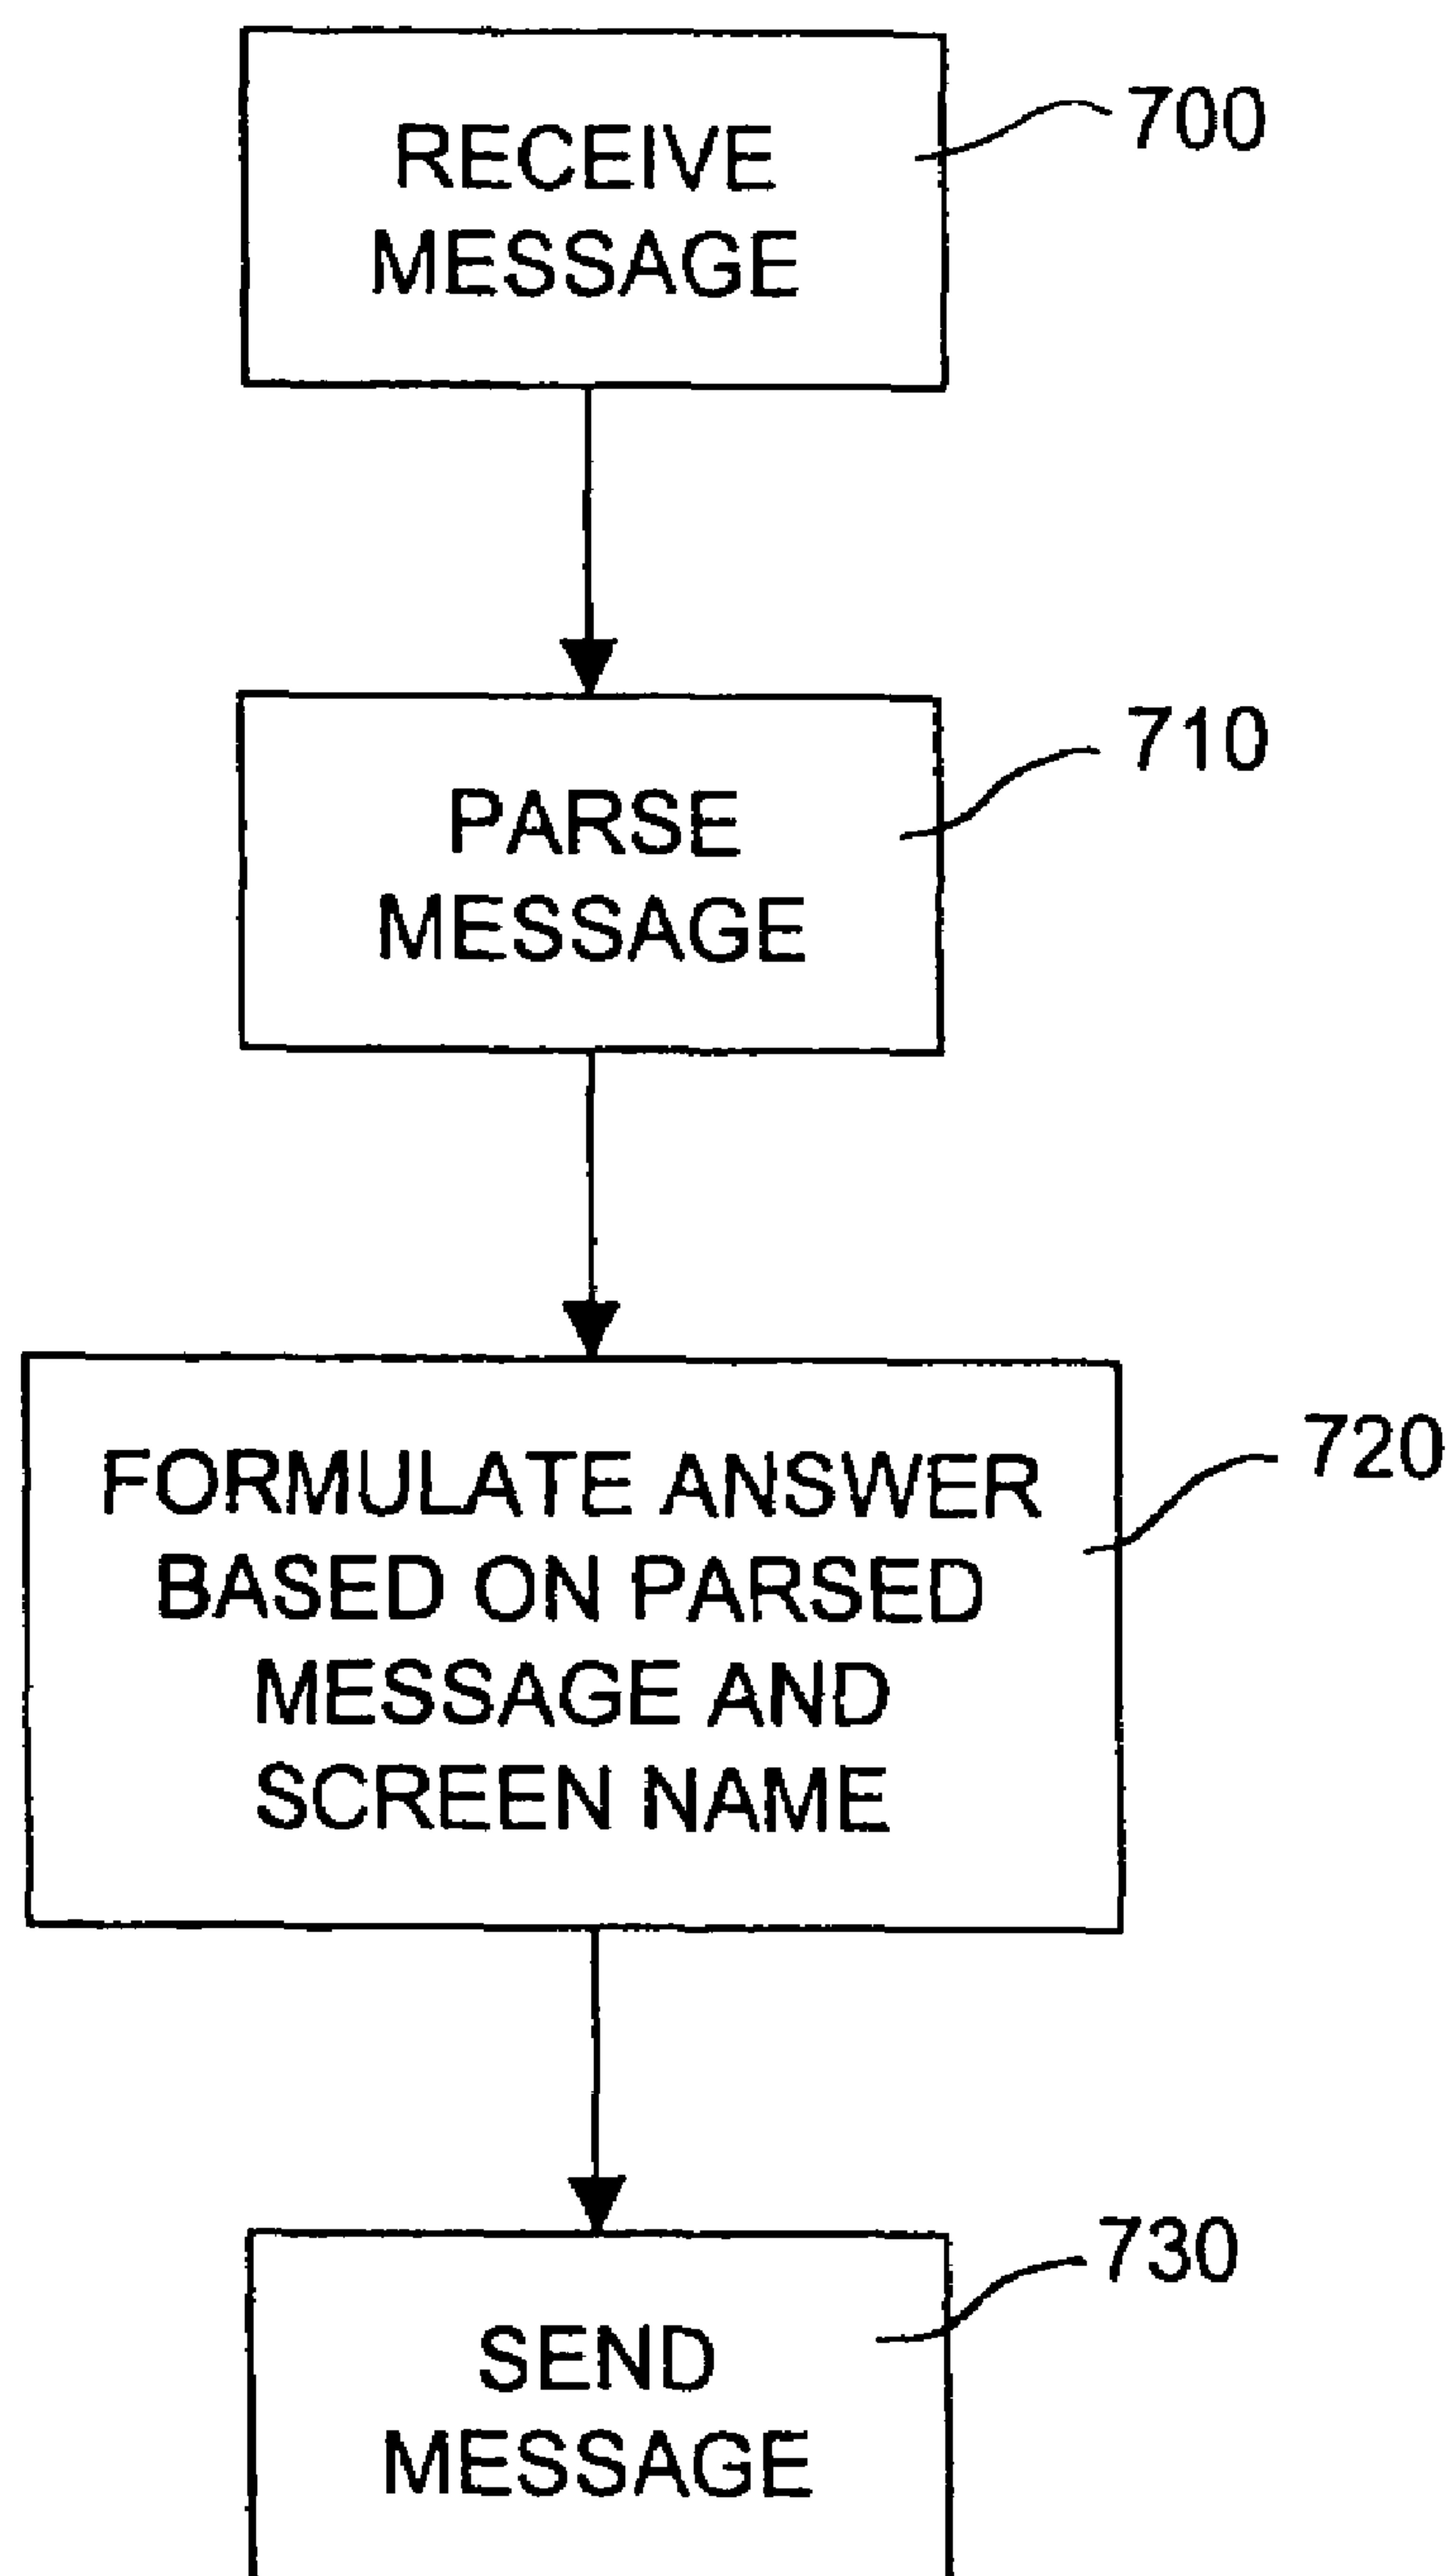 RECEIVE
MESSAGE
700
PARSE
MESSAGE
710
FORMULATE ANSWER
BASED ON PARSED
MESSAGE AND
SCREEN NAME
720
SEND
MESSAGE
730